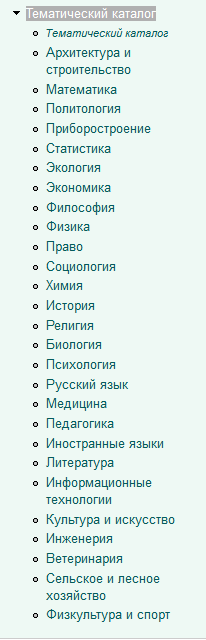 Тематический каталог
Тематический каталог
Архитектура и
строительство
Математика
Политология
Приборостроение
Статистика
Экология
Экономика
Философия
Физика
Право
Социология
Химия
История
Религия
Биология
Психология
Русский язык
Медицина
Педагогика
Иностранные языки
Литература
Информационные
технологии
Культура и искусство
Инженерия
Ветеринария
Сельское и лесное
хозяйство
Физкультура и спорт